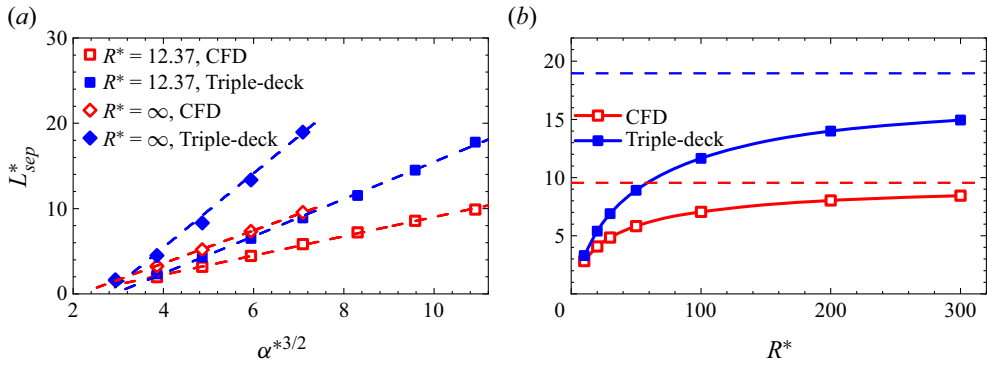 (a)
(b)
30
20
10
0
L*sep
R* = 12.37, CFD
R* = 12.37, Triple-deck
R* = ∞, CFD
R* = ∞, Triple-deck
2 4 6 8 10
α*3/2
20
15
10
5
CFD
Triple-deck
0 100 200 300
R*